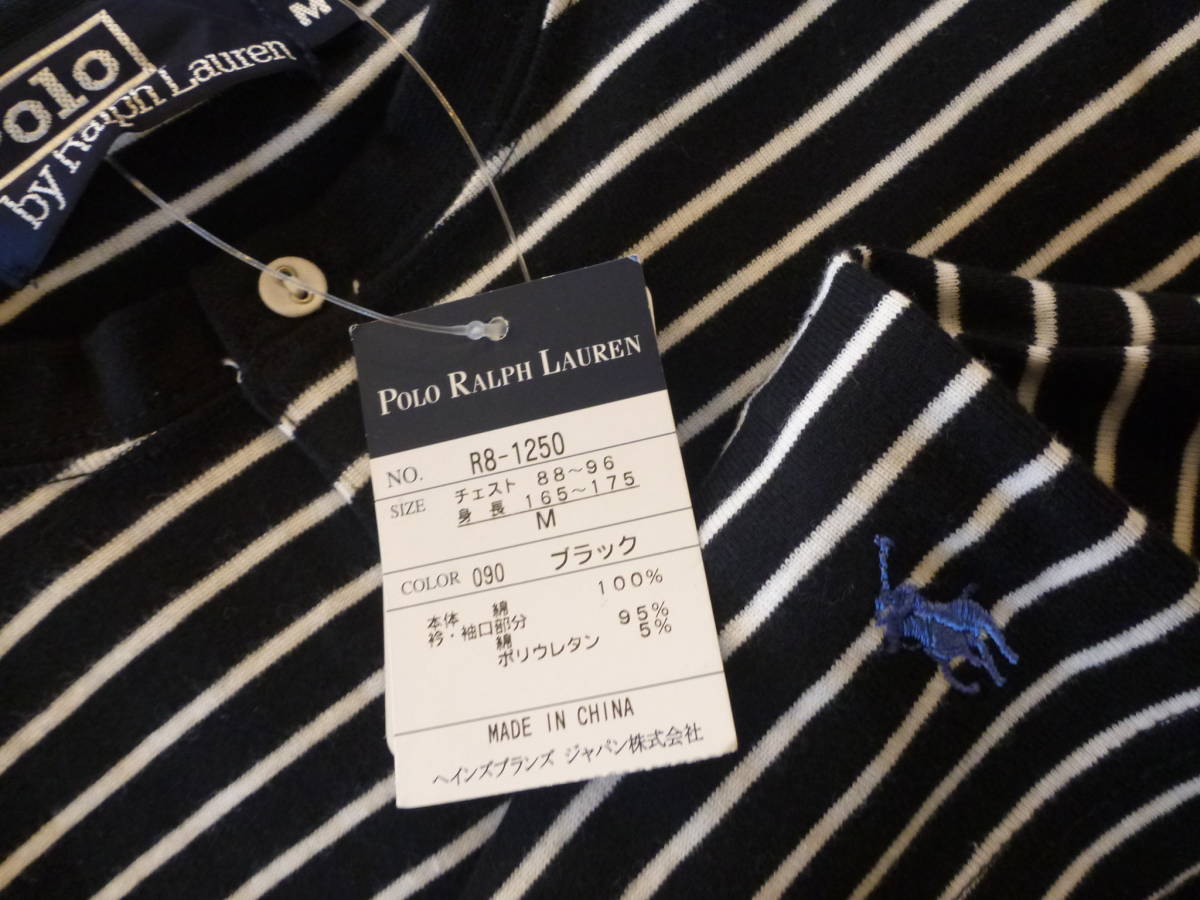 Polo
by Ralph Lauren
M
POLO RALPH LAUREN
NO. R8-1250
SIZE チェスト 88～96
身長 165～175
M
COLOR 090 ブラック
本体 綿 100%
衿・袖口部分
綿 95%
ポリウレタン 5%
MADE IN CHINA
ヘインズブランズ ジャパン株式会社